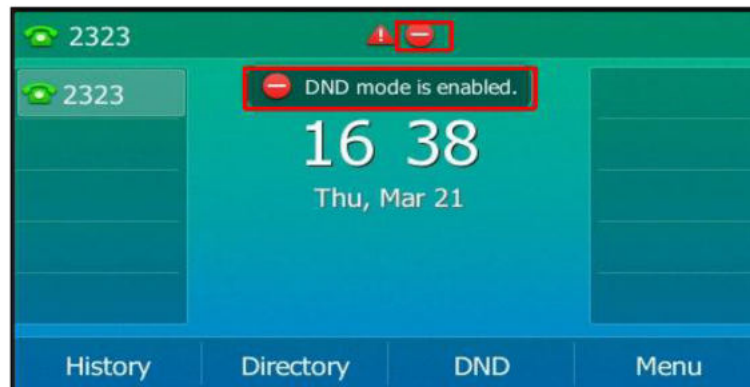 2323
2323
DND mode is enabled.
16 38
Thu, Mar 21
History Directory DND Menu